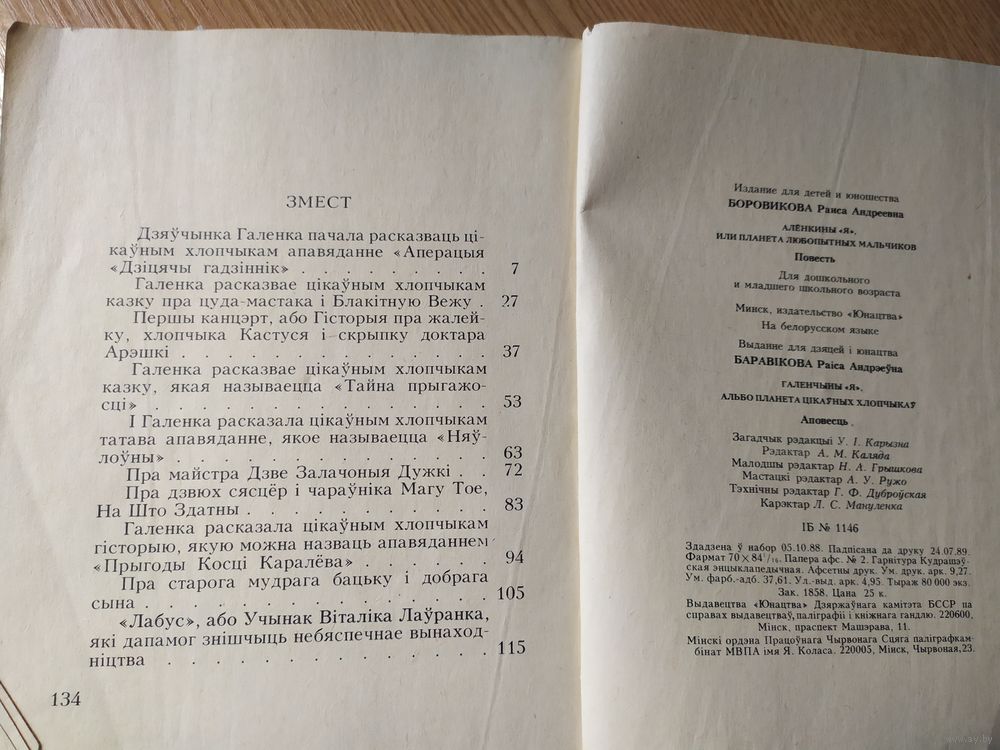 ЗМЕСТ
Дзяўчынка Галенка пачала расказваць ці-
каўным хлопчыкам апавяданне «Аперацыя
«Дзіцячы гадзіннік» . . . . . . . . . 7
Галенка расказвае цікаўным хлопчыкам
казку пра цуда-мастака і Блакітную Вежу . 27
Першы канцэрт, або Гісторыя пра жалей-
ку, хлопчыка Кастуся і скрыпку доктара
Арэшкі . . . . . . . . . . . . . 37
Галенка расказвае цікаўным хлопчыкам
казку, якая называецца «Тайна прыгажо-
сці» . . . . . . . . . . . . . . 53
І Галенка расказала цікаўным хлопчыкам
татава апавяданне, якое называецца «Няў-
лоўны» . . . . . . . . . . . . . 63
Пра майстра Дзве Залачоныя Дужкі . . 72
Пра дзвюх сясцёр і чараўніка Магу Тое,
На Што Здатны . . . . . . . . . . 83
Галенка расказала цікаўным хлопчыкам
гісторыю, якую можна назваць апавяданнем
«Прыгоды Косці Каралёва» . . . . . . 94
Пра старога мудрага бацьку і добрага
сына . . . . . . . . . . . . . . 105
«Лабус», або Учынак Віталіка Лаўранка,
які дапамог знішчыць небяспечнае вынаход-
ніцтва . . . . . . . . . . . . . 115
134
Издание для детей и юношества
БОРОВИКОВА Раиса Андреевна
АЛЁНКИНЫ «Я»,
ИЛИ ПЛАНЕТА ЛЮБОПЫТНЫХ МАЛЬЧИКОВ
Повесть
Для дошкольного
и младшего школьного возраста
Минск, издательство «Юнацтва»
На белорусском языке
Выданне для дзяцей і юнацтва
БАРАВІКОВА Раіса Андрэеўна
ГАЛЕНЧЫНЫ «Я»,
АЛЬБО ПЛАНЕТА ЦІКАЎНЫХ ХЛОПЧЫКАЎ
Аповесць
Загадчык рэдакцыі У. І. Карызна
Рэдактар А. М. Каляда
Малодшы рэдактар Н. А. Грышкова
Мастацкі рэдактар А. У. Ружо
Тэхнічны рэдактар Г. Ф. Дуброўская
Карэктар Л. С. Мануленка
ІБ № 1146
Здадзена ў набор 05.10.88. Падпісана да друку 24.07.89.
Фармат 70×84¹/₁₆. Папера афс. № 2. Гарнітура Кудрашэў-
ская энцыклапедычная. Афсетны друк. Ум. друк. арк. 9,27.
Ум. фарб.-адб. 37,61. Ул.-выд. арк. 4,95. Тыраж 80 000 экз.
Зак. 1858. Цана 25 к.
Выдавецтва «Юнацтва» Дзяржаўнага камітэта БССР па
справах выдавецтваў, паліграфіі і кніжнага гандлю. 220600,
Мінск, праспект Машэрава, 11.
Мінскі ордэна Працоўнага Чырвонага Сцяга паліграфкам-
бінат МВПА імя Я. Коласа. 220005, Мінск, Чырвоная, 23.
www.ay.by